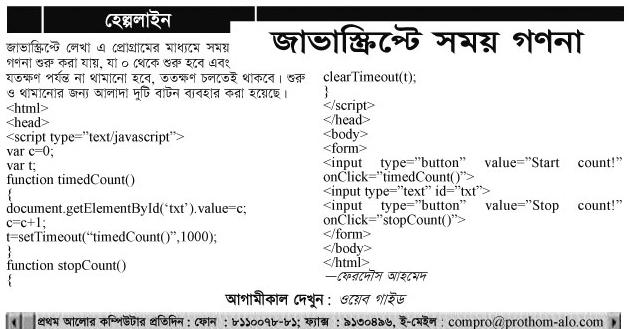 হেল্পলাইন
জাভাস্ক্রিপ্টে সময় গণনা
জাভাস্ক্রিপ্টে লেখা এ প্রোগ্রামের মাধ্যমে সময়
গণনা শুরু করা যায়, যা ০ থেকে শুরু হবে এবং
যতক্ষণ পর্যন্ত না থামানো হবে, ততক্ষণ চলতেই থাকবে। শুরু
ও থামানোর জন্য আলাদা দুটি বাটন ব্যবহার করা হয়েছে।
<html>
<head>
<script type="text/javascript">
var c=0;
var t;
function timedCount()
{
document.getElementById('txt').value=c;
c=c+1;
t=setTimeout("timedCount()",1000);
}
function stopCount()
{
clearTimeout(t);
}
</script>
</head>
<body>
<form>
<input type="button" value="Start count!"
onClick="timedCount()">
<input type="text" id="txt">
<input type="button" value="Stop count!"
onClick="stopCount()">
</form>
</body>
</html>
—ফেরদৌস আহমেদ
আগামীকাল দেখুন : ওয়েব গাইড
প্রথম আলোর কম্পিউটার প্রতিদিন : ফোন : ৮১১০০৭৮-৮১; ফ্যাক্স : ৯১৩০৪৯৬, ই-মেইল : compro@prothom-alo.com